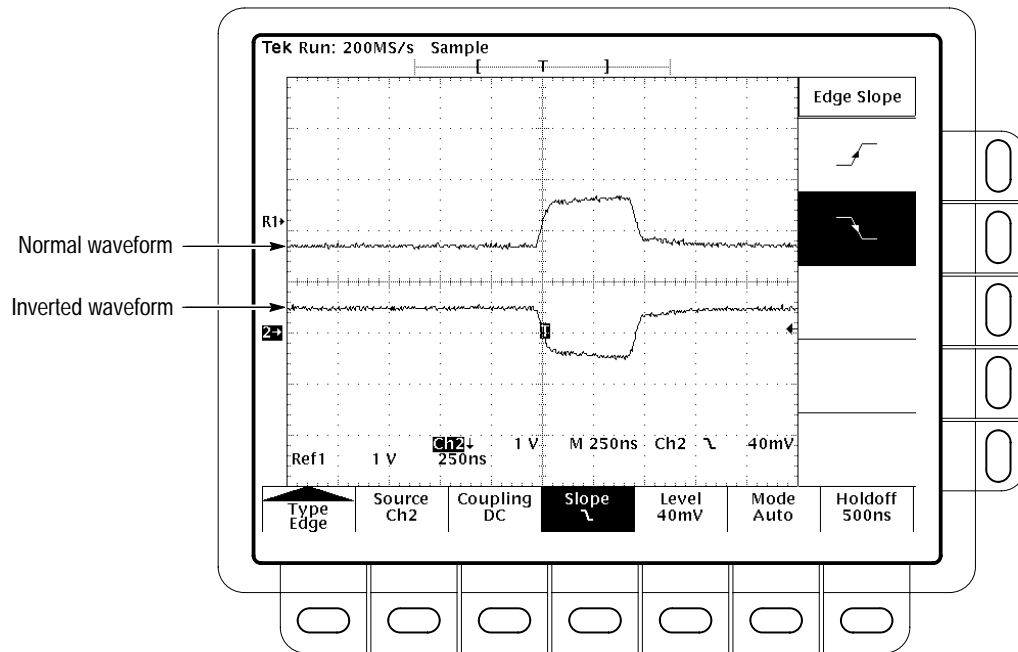 Tek Run: 200MS/s Sample
[ T ]
Edge Slope
R1
Normal waveform
Inverted waveform
2
T
Ch2↓ 1 V M 250ns Ch2 40mV
Ref1 1 V 250ns
Type Source Coupling Slope Level Mode Holdoff
Edge Ch2 DC 40mV Auto 500ns